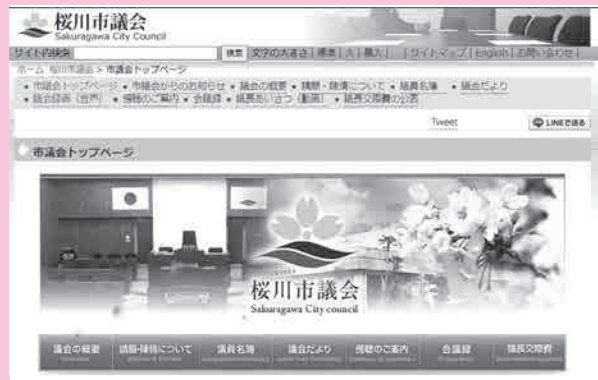 桜川市議会
Sakuragawa City Council
サイト内検索 検索 文字の大きさ | 標準 | 大 | 最大 | | サイトマップ | English | お問い合わせ |
ホーム 桜川市議会 > 市議会トップページ
• 市議会トップページ • 市議会からのお知らせ • 議会の概要 • 請願・陳情について • 議員名簿 • 議会だより
• 議会録画(音声) • 傍聴のご案内 • 会議録 • 議長あいさつ(動画) • 議長交際費の公表
Tweet LINEで送る
市議会トップページ
桜川市議会
Sakuragawa City council
議会の概要 請願・陳情について 議員名簿 議会だより 傍聴のご案内 会議録 議長交際費